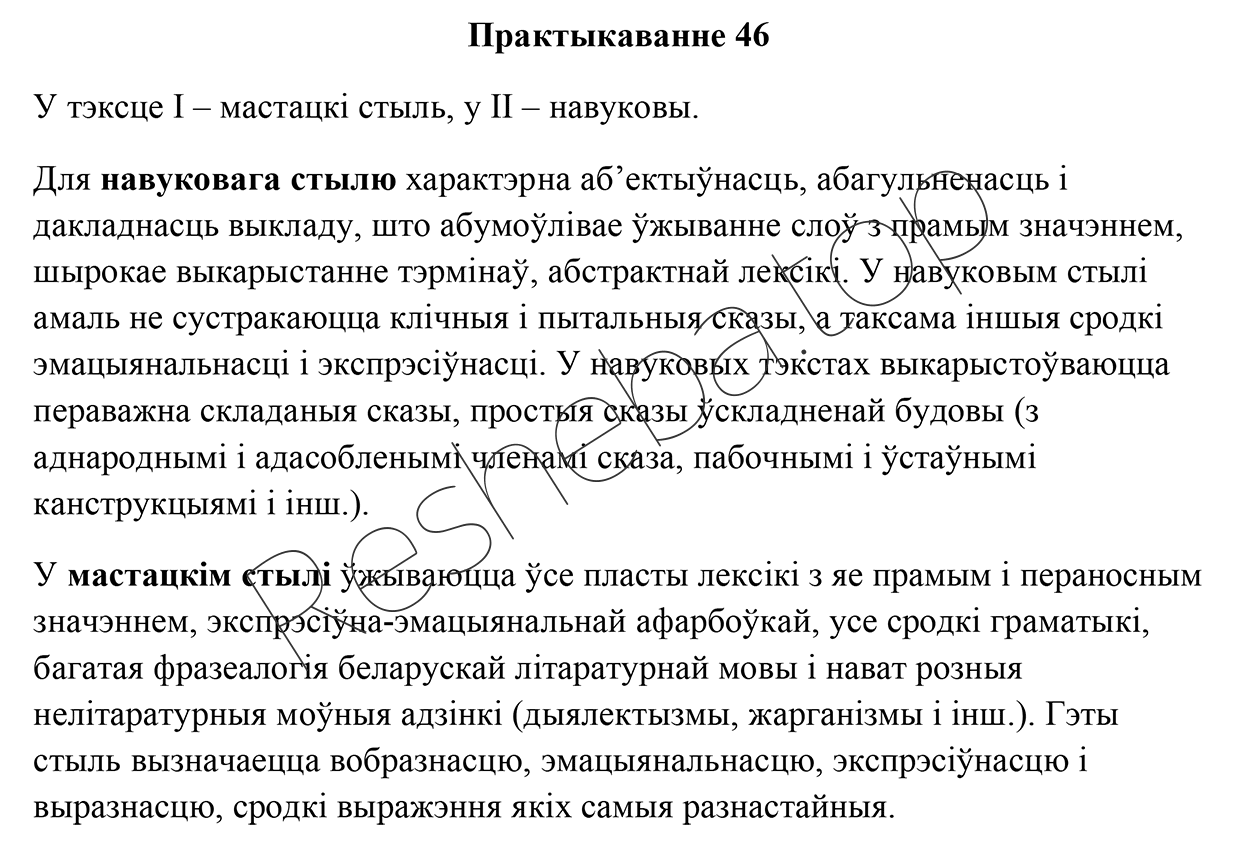 Практыкаванне 46
У тэксце I – мастацкі стыль, у II – навуковы.
Для навуковага стылю характэрна аб’ектыўнасць, абагульненасць і
дакладнасць выкладу, што абумоўлівае ўжыванне слоў з прамым значэннем,
шырокае выкарыстанне тэрмінаў, абстрактнай лексікі. У навуковым стылі
амаль не сустракаюцца клічныя і пытальныя сказы, а таксама іншыя сродкі
эмацыянальнасці і экспрэсіўнасці. У навуковых тэкстах выкарыстоўваюцца
пераважна складаныя сказы, простыя сказы ўскладненай будовы (з
аднароднымі і адасобленымі членамі сказа, пабочнымі і ўстаўнымі
канструкцыямі і інш.).
У мастацкім стылі ўжываюцца ўсе пласты лексікі з яе прамым і пераносным
значэннем, экспрэсіўна-эмацыянальнай афарбоўкай, усе сродкі граматыкі,
багатая фразеалогія беларускай літаратурнай мовы і нават розныя
нелітаратурныя моўныя адзінкі (дыялектызмы, жарганізмы і інш.). Гэты
стыль вызначаецца вобразнасцю, эмацыянальнасцю, экспрэсіўнасцю і
выразнасцю, сродкі выражэння якіх самыя разнастайныя.
Resheba.top